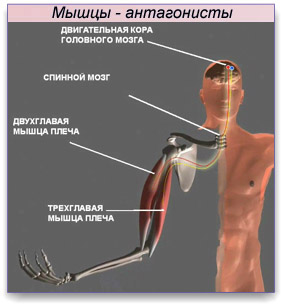 Мышцы - антагонисты
ДВИГАТЕЛЬНАЯ КОРА
ГОЛОВНОГО МОЗГА
СПИННОЙ МОЗГ
ДВУХГЛАВАЯ
МЫШЦА ПЛЕЧА
ТРЕХГЛАВАЯ
МЫШЦА ПЛЕЧА